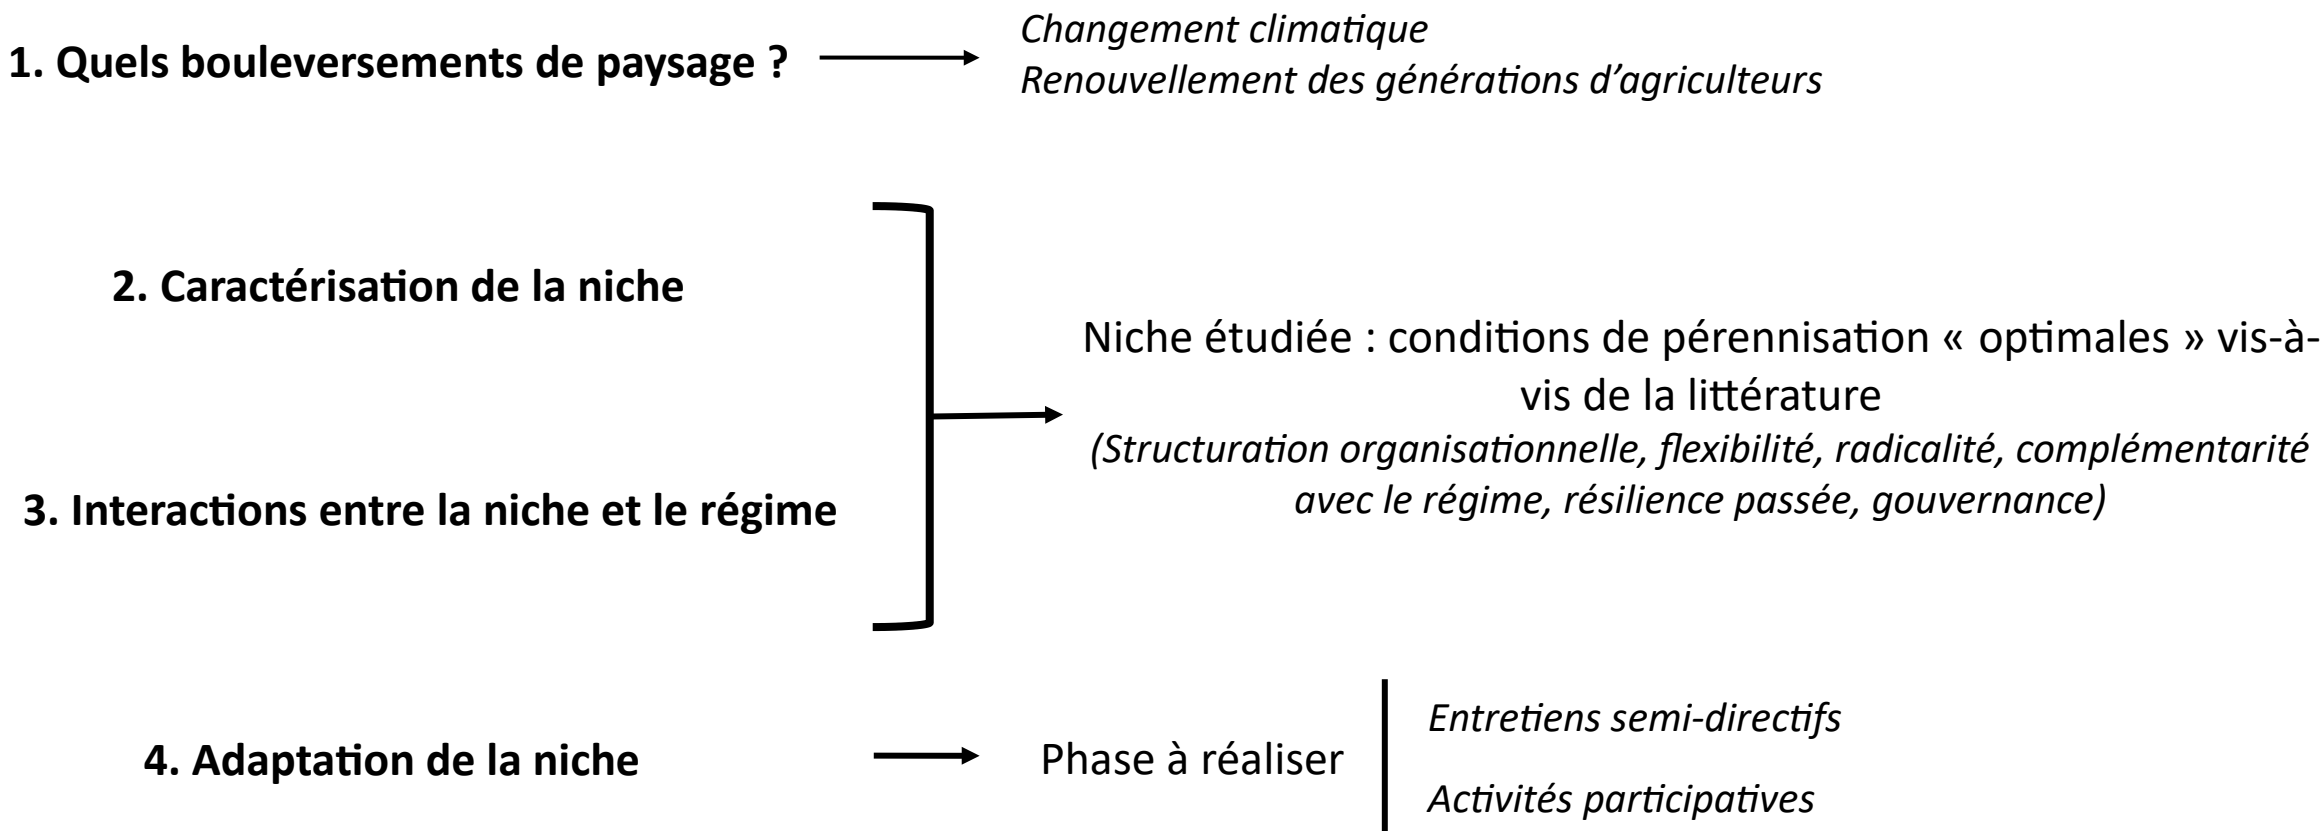 1. Quels bouleversements de paysage ?
Changement climatique
Renouvellement des générations d’agriculteurs
2. Caractérisation de la niche
3. Interactions entre la niche et le régime
Niche étudiée : conditions de pérennisation « optimales » vis-à-
vis de la littérature
(Structuration organisationnelle, flexibilité, radicalité, complémentarité
avec le régime, résilience passée, gouvernance)
4. Adaptation de la niche
Phase à réaliser
Entretiens semi-directifs
Activités participatives